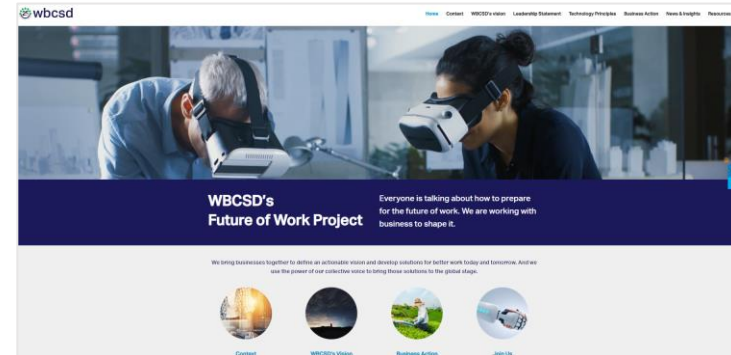 wbcsd
Home Context WBCSD's vision Leadership Statement Technology Principles Business Action News & Insights Resources
WBCSD's
Future of Work Project
Everyone is talking about how to prepare
for the future of work. We are working with
business to shape it.
We bring businesses together to define an actionable vision and develop solutions for better work today and tomorrow. And we
use the power of our collective voice to bring those solutions to the global stage.
Context WBCSD's Vision Business Action Join Us